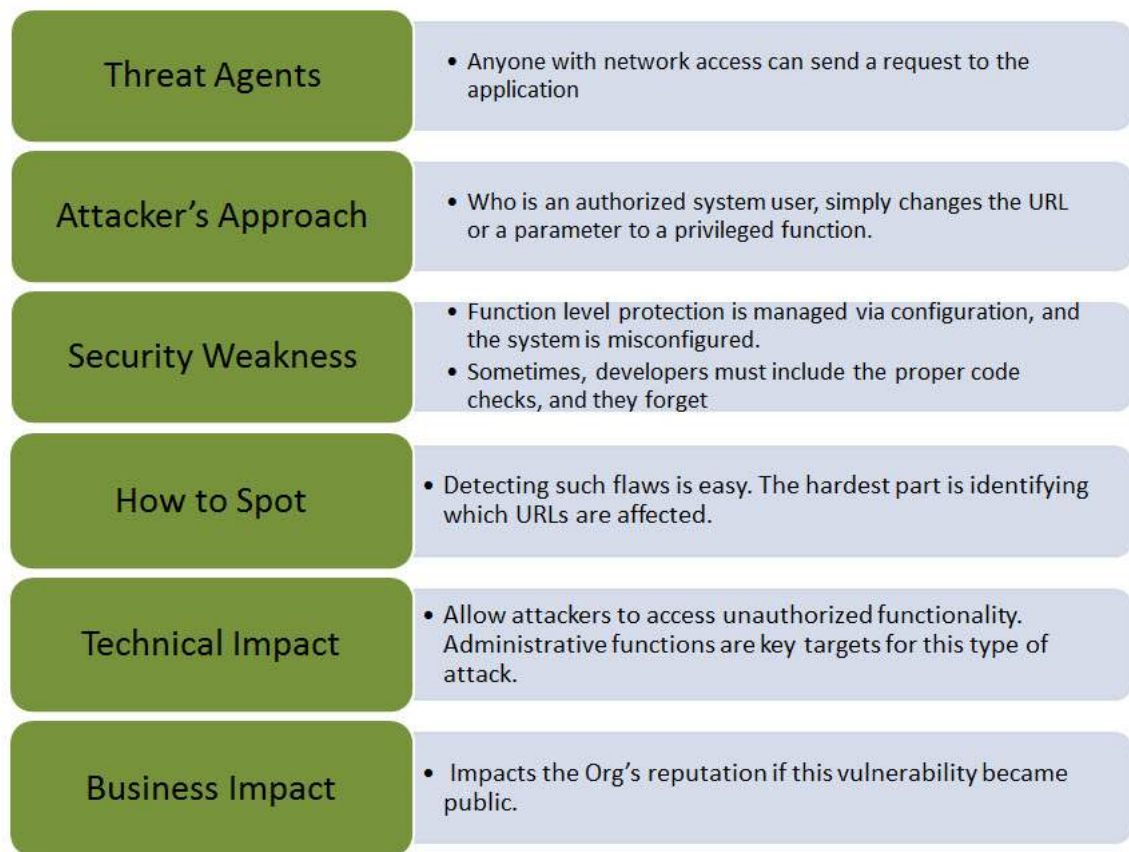 Threat Agents
• Anyone with network access can send a request to the
application
Attacker’s Approach
• Who is an authorized system user, simply changes the URL
or a parameter to a privileged function.
Security Weakness
• Function level protection is managed via configuration, and
the system is misconfigured.
• Sometimes, developers must include the proper code
checks, and they forget
How to Spot
• Detecting such flaws is easy. The hardest part is identifying
which URLs are affected.
Technical Impact
• Allow attackers to access unauthorized functionality.
Administrative functions are key targets for this type of
attack.
Business Impact
• Impacts the Org’s reputation if this vulnerability became
public.